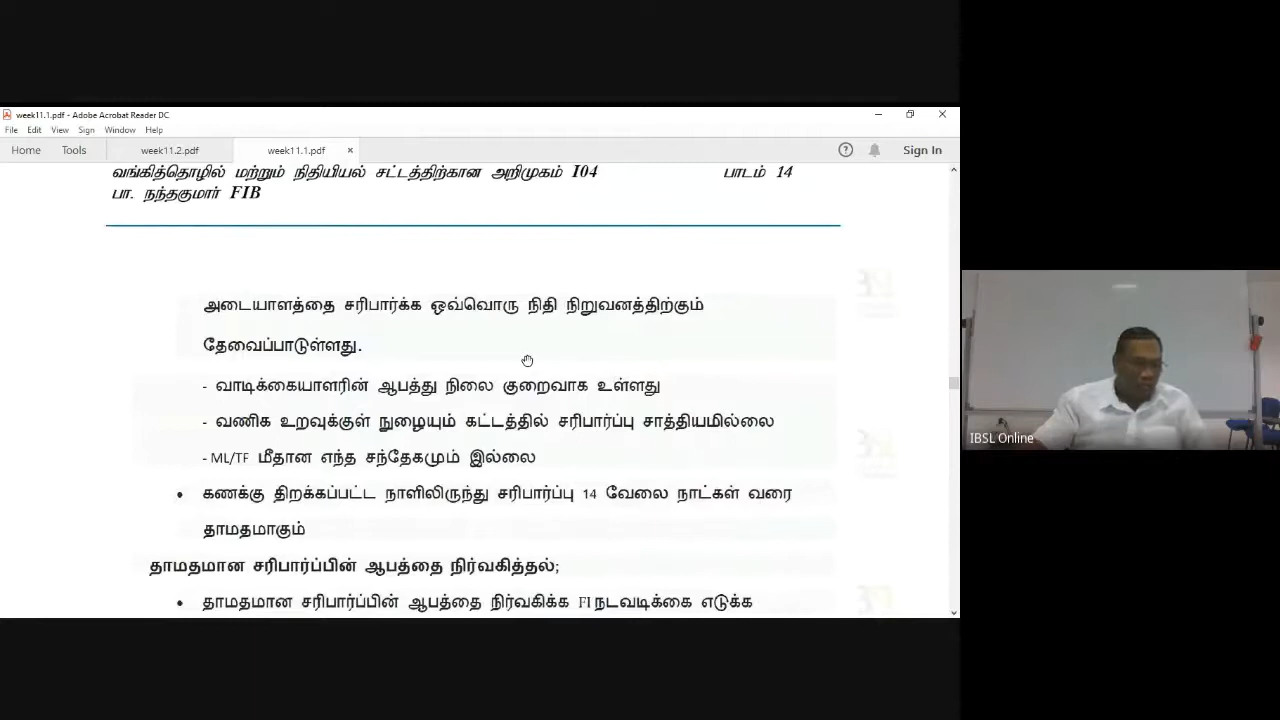 week11.1.pdf - Adobe Acrobat Reader DC
File Edit View Sign Window Help
Home Tools week11.2.pdf week11.1.pdf × Sign In
வங்கித்தொழில் மற்றும் நிதியியல் சட்டத்திற்கான அறிமுகம் I04 பாடம் 14
பா. நந்தகுமார் FIB
அடையாளத்தை சரிபார்க்க ஒவ்வொரு நிதி நிறுவனத்திற்கும்
தேவைப்பாடுள்ளது.
- வாடிக்கையாளரின் ஆபத்து நிலை குறைவாக உள்ளது
- வணிக உறவுக்குள் நுழையும் கட்டத்தில் சரிபார்ப்பு சாத்தியமில்லை
- ML/TF மீதான எந்த சந்தேகமும் இல்லை
• கணக்கு திறக்கப்பட்ட நாளிலிருந்து சரிபார்ப்பு 14 வேலை நாட்கள் வரை
தாமதமாகும்
தாமதமான சரிபார்ப்பின் ஆபத்தை நிர்வகித்தல்;
• தாமதமான சரிபார்ப்பின் ஆபத்தை நிர்வகிக்க FI நடவடிக்கை எடுக்க
IBSL Online